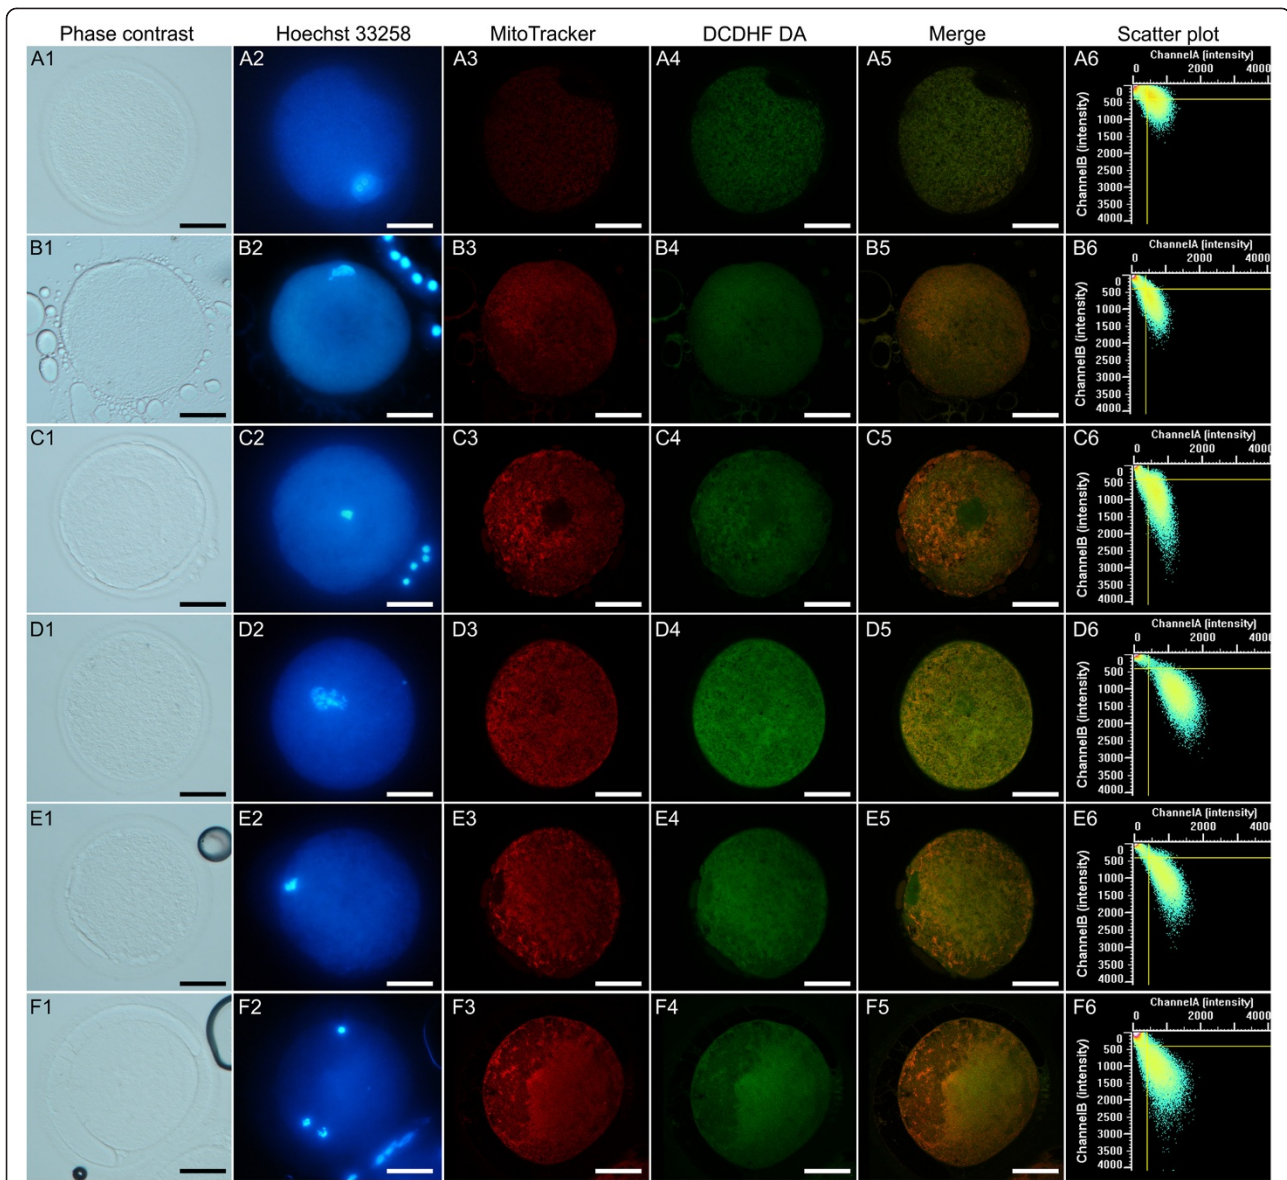 Phase contrast Hoechst 33258 MitoTracker DCDHF DA Merge Scatter plot
A1 A2 A3 A4 A5 A6
ChannelA [intensity]
0 2000 4000
ChannelB (intensity)
0
500
1000
1500
2000
2500
3000
3500
4000
B1 B2 B3 B4 B5 B6
ChannelA [intensity]
0 2000 4000
ChannelB (intensity)
0
500
1000
1500
2000
2500
3000
3500
4000
C1 C2 C3 C4 C5 C6
ChannelA [intensity]
0 2000 4000
ChannelB (intensity)
0
500
1000
1500
2000
2500
3000
3500
4000
D1 D2 D3 D4 D5 D6
ChannelA [intensity]
0 2000 4000
ChannelB (intensity)
0
500
1000
1500
2000
2500
3000
3500
4000
E1 E2 E3 E4 E5 E6
ChannelA [intensity]
0 2000 4000
ChannelB (intensity)
0
500
1000
1500
2000
2500
3000
3500
4000
F1 F2 F3 F4 F5 F6
ChannelA [intensity]
0 2000 4000
ChannelB (intensity)
0
500
1000
1500
2000
2500
3000
3500
4000